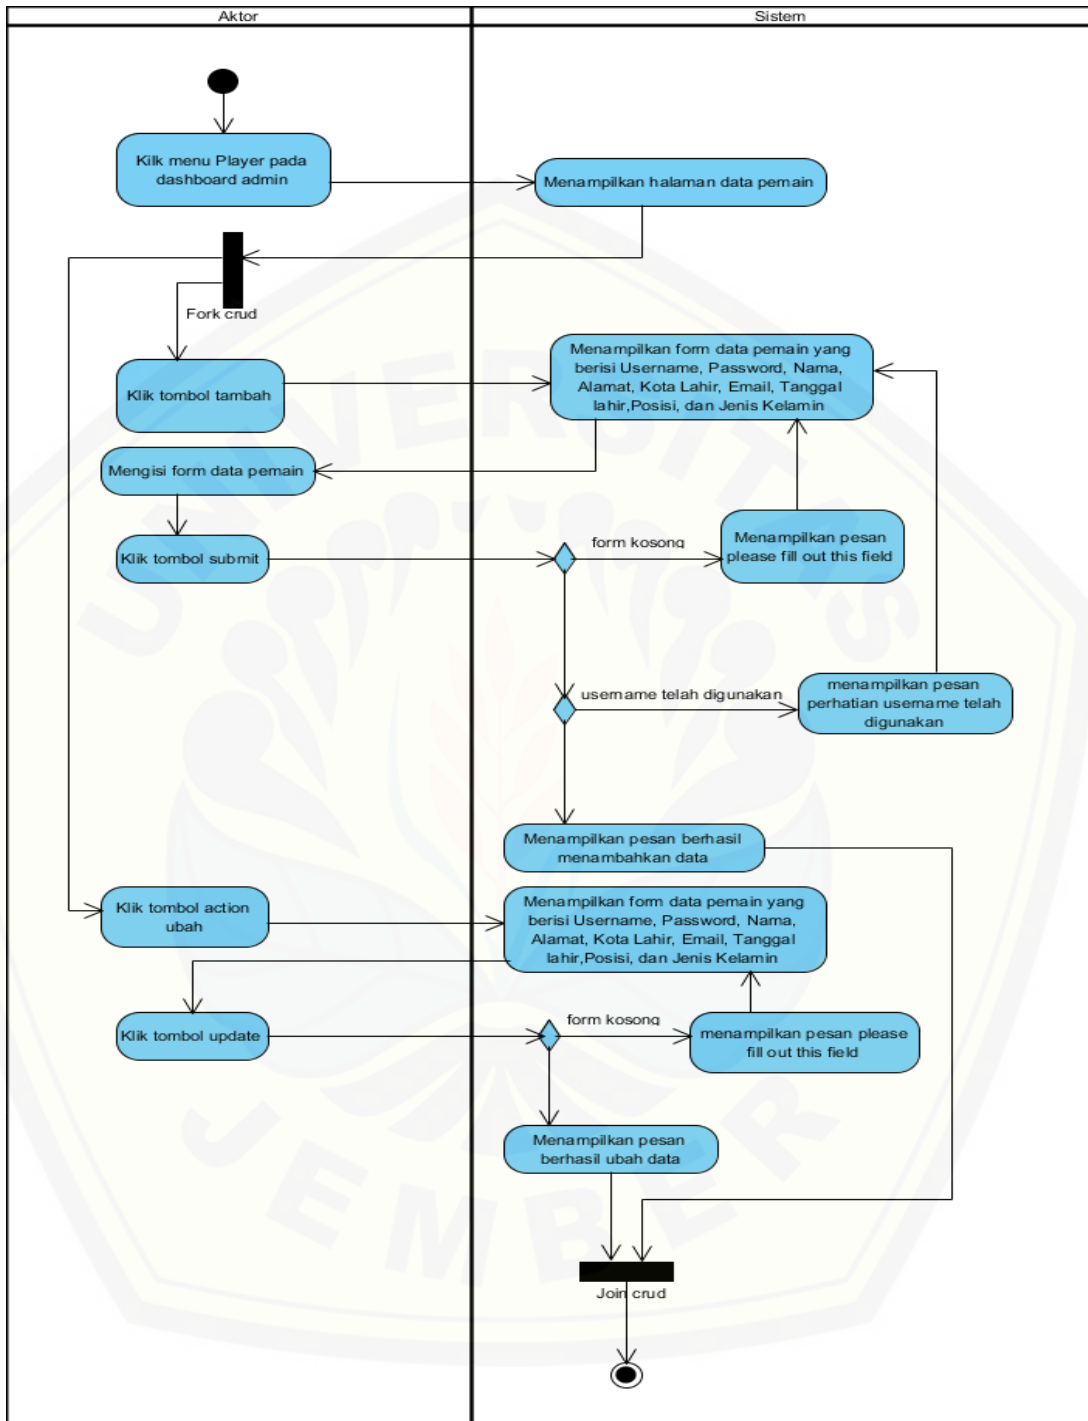 Aktor
Sistem
Kilk menu Player pada
dashboard admin
Menampilkan halaman data pemain
Fork crud
Klik tombol tambah
Menampilkan form data pemain yang
berisi Username, Password, Nama,
Alamat, Kota Lahir, Email, Tanggal
lahir,Posisi, dan Jenis Kelamin
Mengisi form data pemain
Klik tombol submit
form kosong
Menampilkan pesan
please fill out this field
username telah digunakan
menampilkan pesan
perhatian username telah
digunakan
Menampilkan pesan berhasil
menambahkan data
Klik tombol action
ubah
Menampilkan form data pemain yang
berisi Username, Password, Nama,
Alamat, Kota Lahir, Email, Tanggal
lahir,Posisi, dan Jenis Kelamin
Klik tombol update
form kosong
menampilkan pesan please
fill out this field
Menampilkan pesan
berhasil ubah data
Join crud
UNIVERSITAS
JEMBER